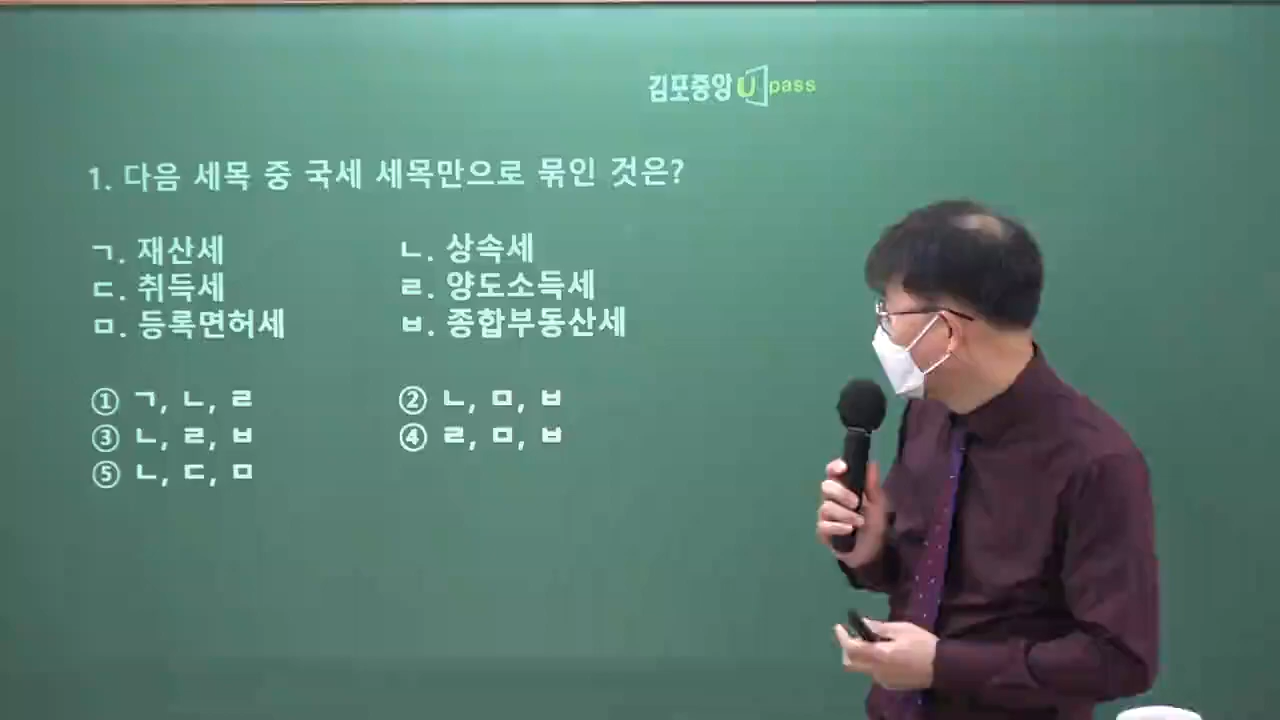 김포중앙 U pass
1. 다음 세목 중 국세 세목만으로 묶인 것은?
ㄱ. 재산세 ㄴ. 상속세
ㄷ. 취득세 ㄹ. 양도소득세
ㅁ. 등록면허세 ㅂ. 종합부동산세
① ㄱ, ㄴ, ㄹ ② ㄴ, ㅁ, ㅂ
③ ㄴ, ㄹ, ㅂ ④ ㄹ, ㅁ, ㅂ
⑤ ㄴ, ㄷ, ㅁ